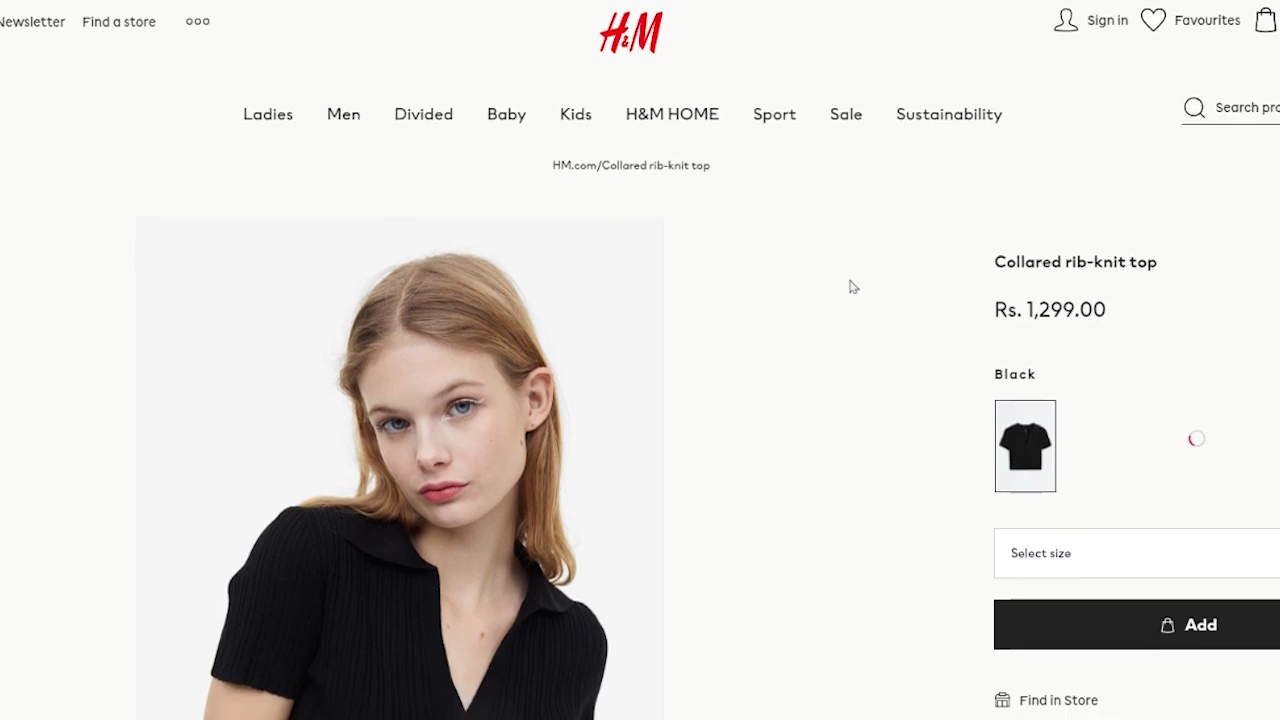 Newsletter Find a store
H&M
Sign in Favourites
Ladies Men Divided Baby Kids H&M HOME Sport Sale Sustainability
Search pro
HM.com/Collared rib-knit top
Collared rib-knit top
Rs. 1,299.00
Black
Select size
Add
Find in Store